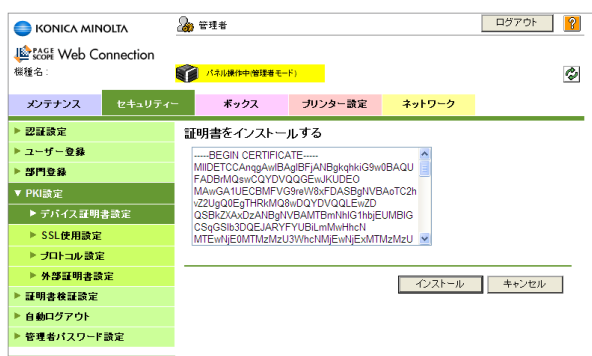 KONICA MINOLTA
管理者
ログアウト
?
PAGE SCOPE Web Connection
機種名:
パネル操作中(管理者モード)
メンテナンス
セキュリティー
ボックス
プリンター設定
ネットワーク
認証設定
ユーザー登録
部門登録
PKI設定
デバイス証明書設定
SSL使用設定
プロトコル設定
外部証明書設定
証明書検証設定
自動ログアウト
管理者パスワード設定
証明書をインストールする
-----BEGIN CERTIFICATE-----
MIIDETCCAnqgAwIBAgIBFjANBgkqhkiG9w0BAQU
FADBrMQswCQYDVQQGEwJKUDEO
MAwGA1UECBMFVG9reW8xFDASBgNVBAoTC2h
vZ2UgQ0EgTHRkMQ8wDQYDVQQLEwZD
QSBkZXAxDzANBgNVBAMTBmNhIG1hbjEUMBIG
CSqGSIb3DQEJARYFYUBiLmMwHhcN
MTEwNjE0MTMzMzU3WhcNMjEwNjExMTMzMzU
インストール
キャンセル